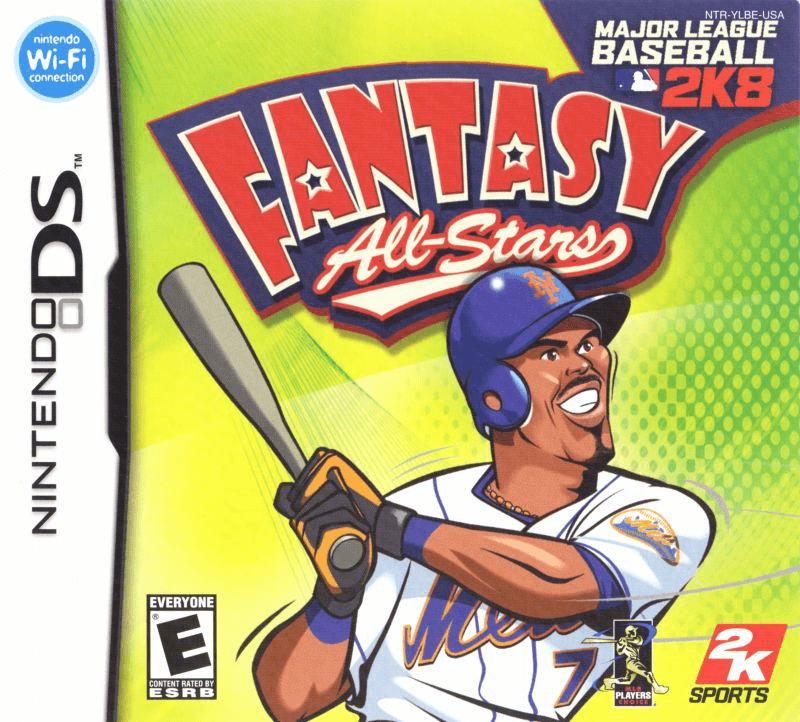 NTR-YLBE-USA
nintendo
Wi-Fi
connection
MAJOR LEAGUE
BASEBALL
2K8
FANTASY
All-Stars
NINTENDO DS™
Mets
7
EVERYONE
E
®
CONTENT RATED BY
ESRB
MLB
PLAYERS
CHOICE
2K
SPORTS